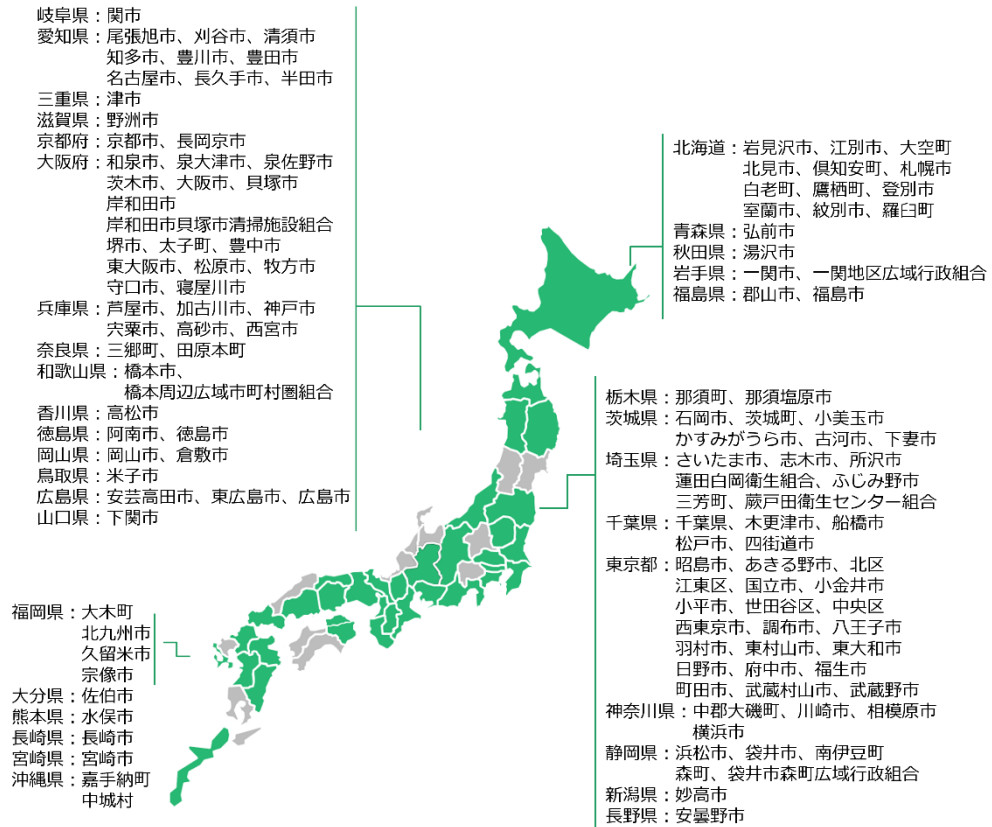 岐阜県：関市
愛知県：尾張旭市、刈谷市、清須市
知多市、豊川市、豊田市
名古屋市、長久手市、半田市
三重県：津市
滋賀県：野洲市
京都府：京都市、長岡京市
大阪府：和泉市、泉大津市、泉佐野市
茨木市、大阪市、貝塚市
岸和田市
岸和田市貝塚市清掃施設組合
堺市、太子町、豊中市
東大阪市、松原市、牧方市
守口市、寝屋川市
兵庫県：芦屋市、加古川市、神戸市
宍粟市、高砂市、西宮市
奈良県：三郷町、田原本町
和歌山県：橋本市、
橋本周辺広域市町村圏組合
香川県：高松市
徳島県：阿南市、徳島市
岡山県：岡山市、倉敷市
鳥取県：米子市
広島県：安芸高田市、東広島市、広島市
山口県：下関市
北海道：岩見沢市、江別市、大空町
北見市、倶知安町、札幌市
白老町、鷹栖町、登別市
室蘭市、紋別市、羅臼町
青森県：弘前市
秋田県：湯沢市
岩手県：一関市、一関地区広域行政組合
福島県：郡山市、福島市
栃木県：那須町、那須塩原市
茨城県：石岡市、茨城町、小美玉市
かすみがうら市、古河市、下妻市
埼玉県：さいたま市、志木市、所沢市
蓮田白岡衛生組合、ふじみ野市
三芳町、蕨戸田衛生センター組合
千葉県：千葉県、木更津市、船橋市
松戸市、四街道市
東京都：昭島市、あきる野市、北区
江東区、国立市、小金井市
小平市、世田谷区、中央区
西東京市、調布市、八王子市
羽村市、東村山市、東大和市
日野市、府中市、福生市
町田市、武蔵村山市、武蔵野市
神奈川県：中郡大磯町、川崎市、相模原市
横浜市
静岡県：浜松市、袋井市、南伊豆町
森町、袋井市森町広域行政組合
新潟県：妙高市
長野県：安曇野市
福岡県：大木町
北九州市
久留米市
宗像市
大分県：佐伯市
熊本県：水俣市
長崎県：長崎市
宮崎県：宮崎市
沖縄県：嘉手納町
中城村